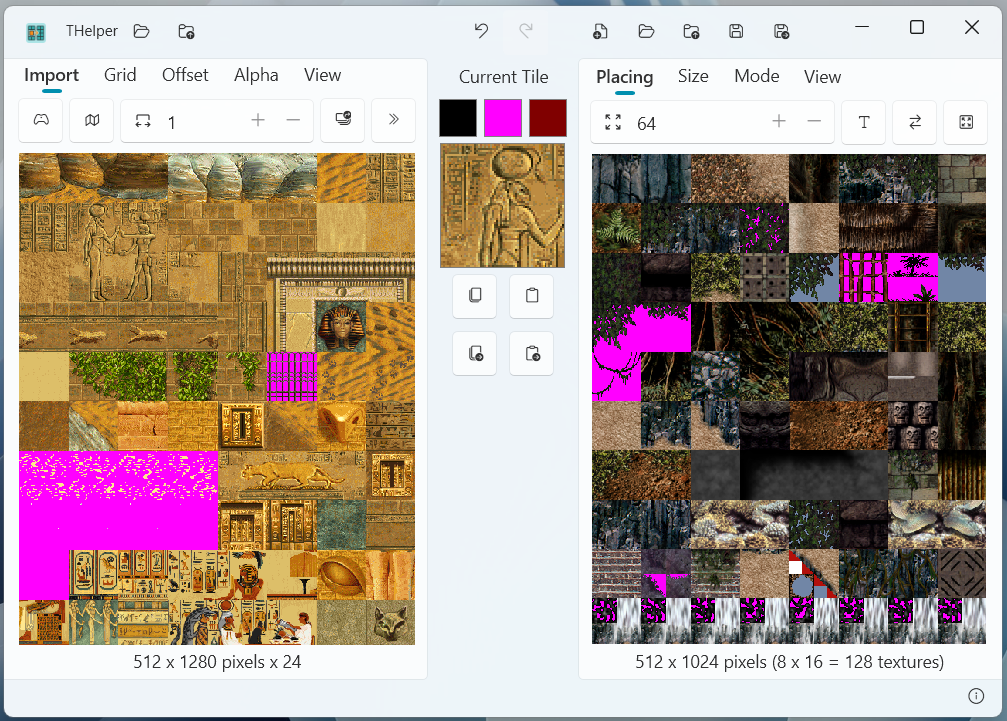 THelper
Import Grid Offset Alpha View
1
512 x 1280 pixels x 24
Current Tile
Placing Size Mode View
64
T
512 x 1024 pixels (8 x 16 = 128 textures)